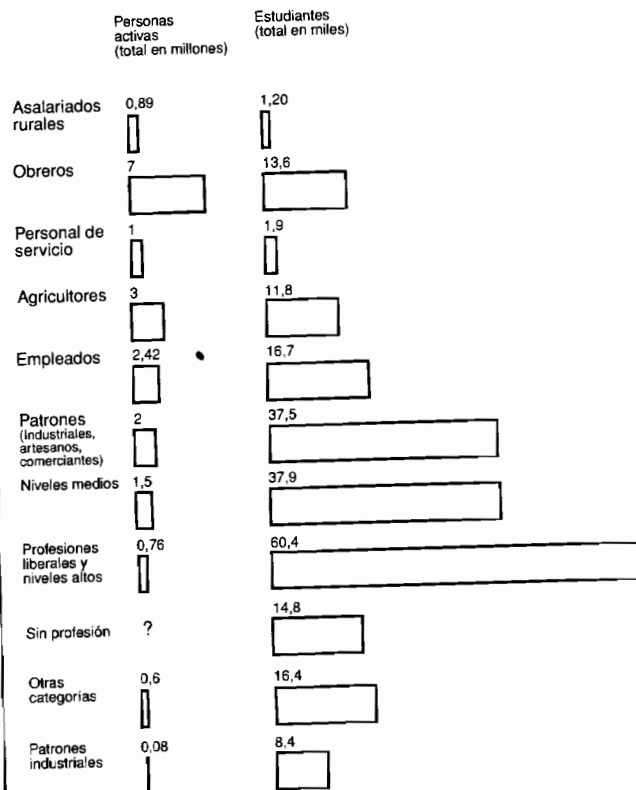 Personas
activas
(total en millones)
Estudiantes
(total en miles)
Asalariados
rurales
0,89
1,20
Obreros
7
13,6
Personal de
servicio
1
1,9
Agricultores
3
11,8
Empleados
2,42
16,7
Patrones
(Industriales,
artesanos,
comerciantes)
2
37,5
Niveles medios
1,5
37,9
Profesiones
liberales y
niveles altos
0,76
60,4
Sin profesión
?
14,8
Otras
categorias
0,6
16,4
Patrones
industriales
0,08
8,4